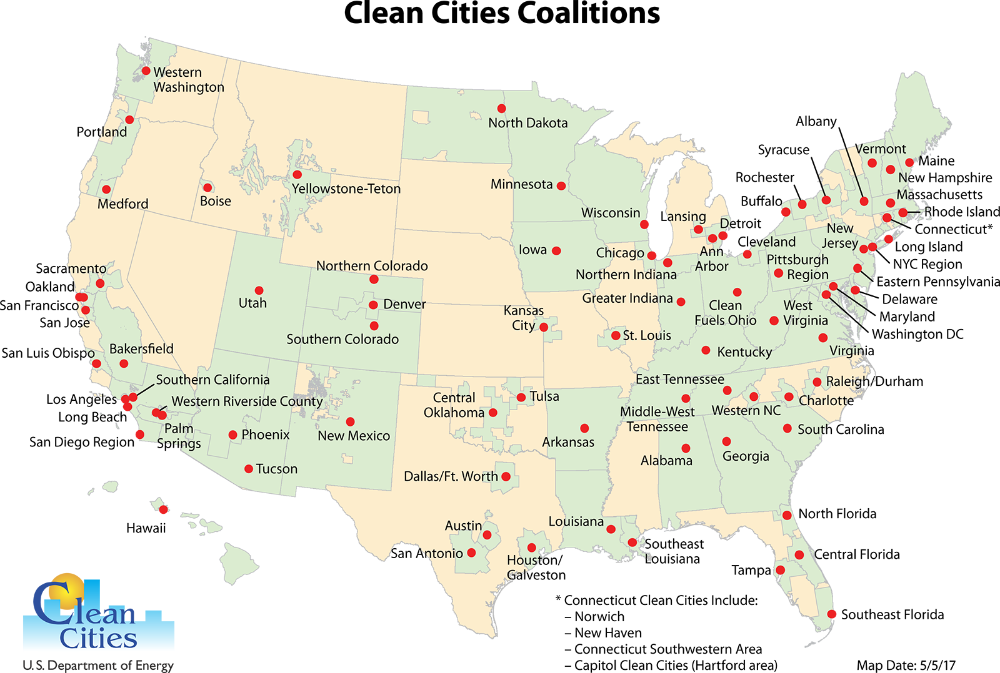 Clean Cities Coalitions
Western
Washington
Portland
Medford
Boise
Yellowstone-Teton
North Dakota
Minnesota
Wisconsin
Iowa
Chicago
Northern Indiana
Greater Indiana
Lansing
Detroit
Ann
Arbor
Cleveland
Clean
Fuels Ohio
Pittsburgh
Region
West
Virginia
Kentucky
Virginia
Albany
Syracuse
Rochester
Buffalo
Vermont
Maine
New Hampshire
Massachusetts
Rhode Island
Connecticut*
Long Island
New
Jersey
NYC Region
Eastern Pennsylvania
Delaware
Maryland
Washington DC
Sacramento
Oakland
San Francisco
San Jose
San Luis Obispo
Bakersfield
Southern California
Los Angeles
Western Riverside County
Long Beach
Palm
Springs
San Diego Region
Utah
Northern Colorado
Denver
Southern Colorado
Phoenix
Tucson
New Mexico
Kansas
City
St. Louis
Central
Oklahoma
Tulsa
Arkansas
East Tennessee
Middle-West
Tennessee
Western NC
Raleigh/Durham
Charlotte
South Carolina
Alabama
Georgia
Dallas/Ft. Worth
Austin
San Antonio
Houston/
Galveston
Louisiana
Southeast
Louisiana
North Florida
Central Florida
Tampa
Southeast Florida
Hawaii
Clean
Cities
U.S. Department of Energy
* Connecticut Clean Cities Include:
– Norwich
– New Haven
– Connecticut Southwestern Area
– Capitol Clean Cities (Hartford area)
Map Date: 5/5/17